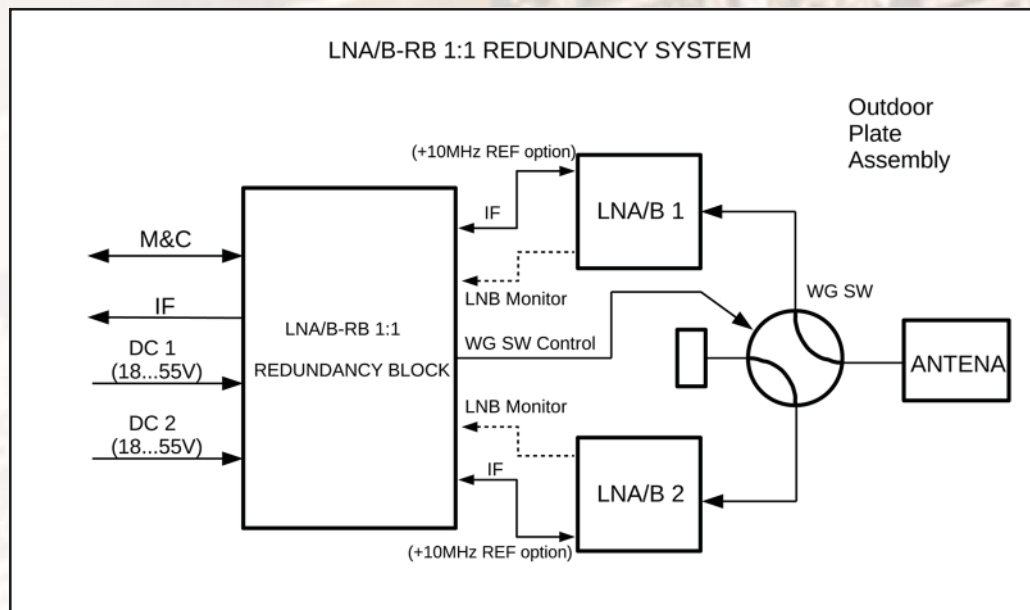 LNA/B-RB 1:1 REDUNDANCY SYSTEM
Outdoor
Plate
Assembly
(+10MHz REF option)
LNA/B 1
IF
M&C
LNB Monitor
WG SW
IF
LNA/B-RB 1:1
WG SW Control
DC 1
(18...55V)
REDUNDANCY BLOCK
ANTENA
LNB Monitor
DC 2
(18...55V)
IF
LNA/B 2
(+10MHz REF option)